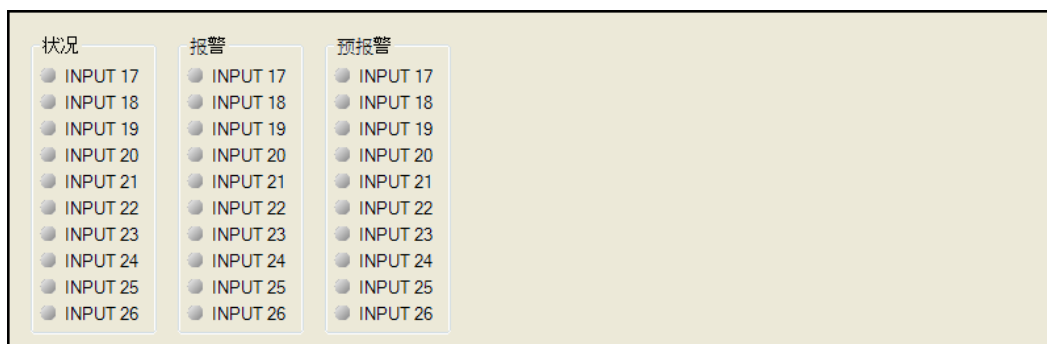 状况
INPUT 17
INPUT 18
INPUT 19
INPUT 20
INPUT 21
INPUT 22
INPUT 23
INPUT 24
INPUT 25
INPUT 26
报警
INPUT 17
INPUT 18
INPUT 19
INPUT 20
INPUT 21
INPUT 22
INPUT 23
INPUT 24
INPUT 25
INPUT 26
预报警
INPUT 17
INPUT 18
INPUT 19
INPUT 20
INPUT 21
INPUT 22
INPUT 23
INPUT 24
INPUT 25
INPUT 26